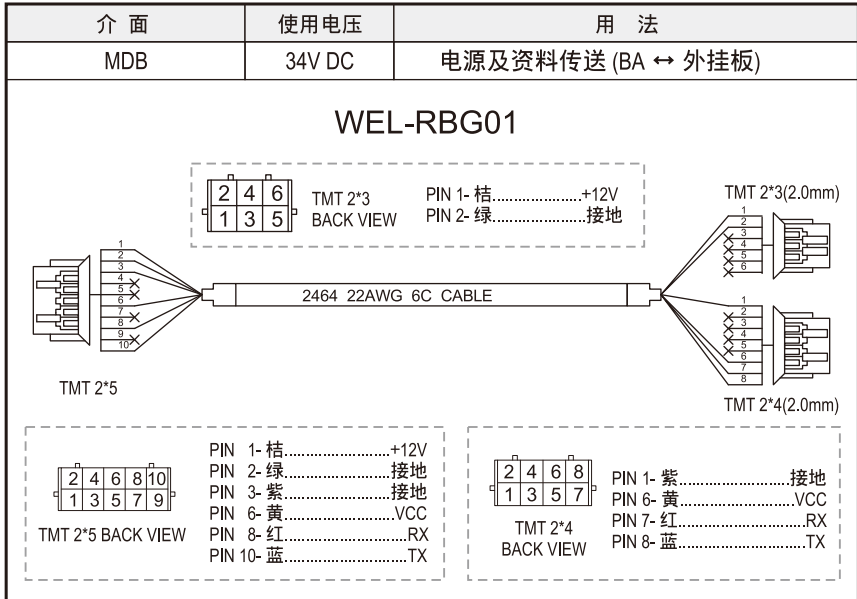 介 面 使用电压 用 法
MDB 34V DC 电源及资料传送 (BA ↔ 外挂板)
WEL-RBG01
2 4 6
1 3 5
TMT 2*3
BACK VIEW
PIN 1- 桔..................+12V
PIN 2- 绿..................接地
TMT 2*3(2.0mm)
1
2
3
4
5
6
1
2
3
4
5
6
7
8
9
10
TMT 2*5
2464 22AWG 6C CABLE
1
2
3
4
5
6
7
8
TMT 2*4(2.0mm)
2 4 6 8 10
1 3 5 7 9
TMT 2*5 BACK VIEW
PIN 1- 桔......................+12V
PIN 2- 绿......................接地
PIN 3- 紫......................接地
PIN 6- 黄......................VCC
PIN 8- 红......................RX
PIN 10- 蓝......................TX
2 4 6 8
1 3 5 7
TMT 2*4
BACK VIEW
PIN 1- 紫......................接地
PIN 6- 黄......................VCC
PIN 7- 红......................RX
PIN 8- 蓝......................TX